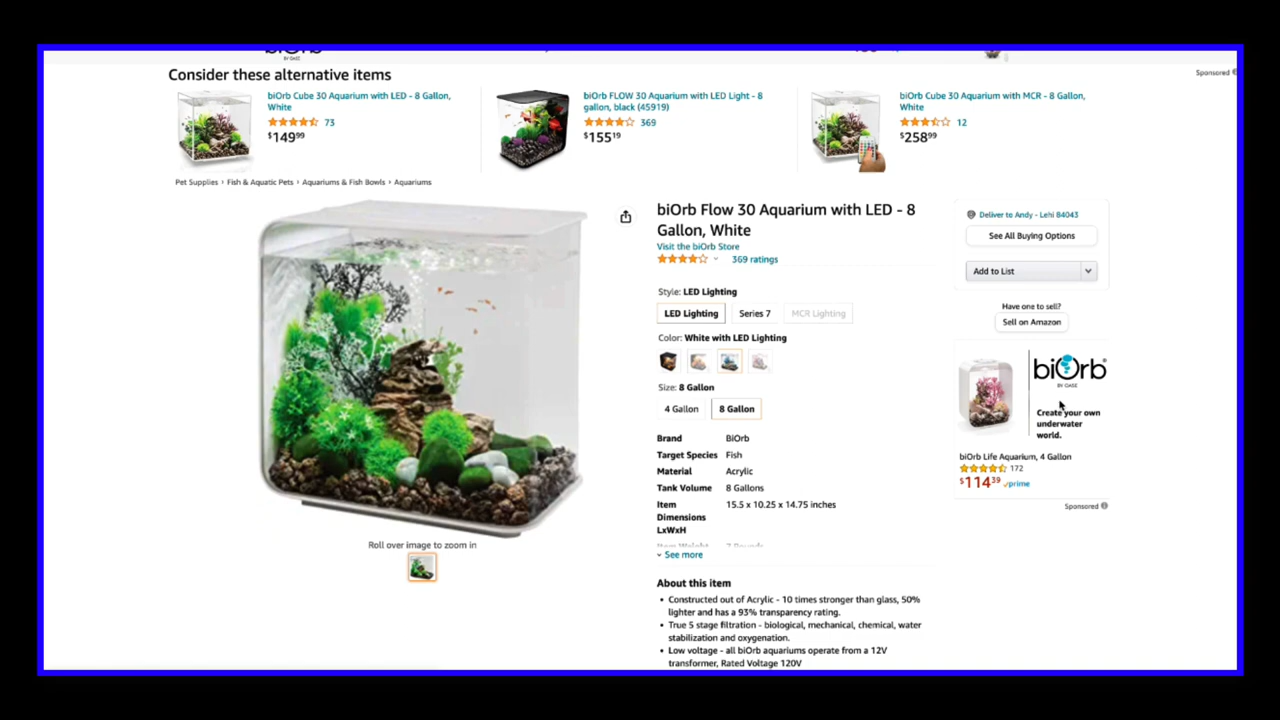 BY OASE
Consider these alternative items
Sponsored
biOrb Cube 30 Aquarium with LED - 8 Gallon,
White
73
$149⁹⁹
biOrb FLOW 30 Aquarium with LED Light - 8
gallon, black (45919)
369
$155¹⁹
biOrb Cube 30 Aquarium with MCR - 8 Gallon,
White
12
$258⁹⁹
Pet Supplies › Fish & Aquatic Pets › Aquariums & Fish Bowls › Aquariums
biOrb Flow 30 Aquarium with LED - 8
Gallon, White
Visit the biOrb Store
369 ratings
Style: LED Lighting
LED Lighting
Series 7
MCR Lighting
Color: White with LED Lighting
Size: 8 Gallon
4 Gallon
8 Gallon
Brand BiOrb
Target Species Fish
Material Acrylic
Tank Volume 8 Gallons
Item 15.5 x 10.25 x 14.75 inches
Dimensions
LxWxH
See more
About this item
• Constructed out of Acrylic - 10 times stronger than glass, 50%
lighter and has a 93% transparency rating.
• True 5 stage filtration - biological, mechanical, chemical, water
stabilization and oxygenation.
• Low voltage - all biOrb aquariums operate from a 12V
transformer, Rated Voltage 120V
Roll over image to zoom in
Deliver to Andy - Lehi 84043
See All Buying Options
Add to List
Have one to sell?
Sell on Amazon
biOrb
BY OASE
Create your own
underwater
world.
biOrb Life Aquarium, 4 Gallon
172
$114³⁹ ✓prime
Sponsored